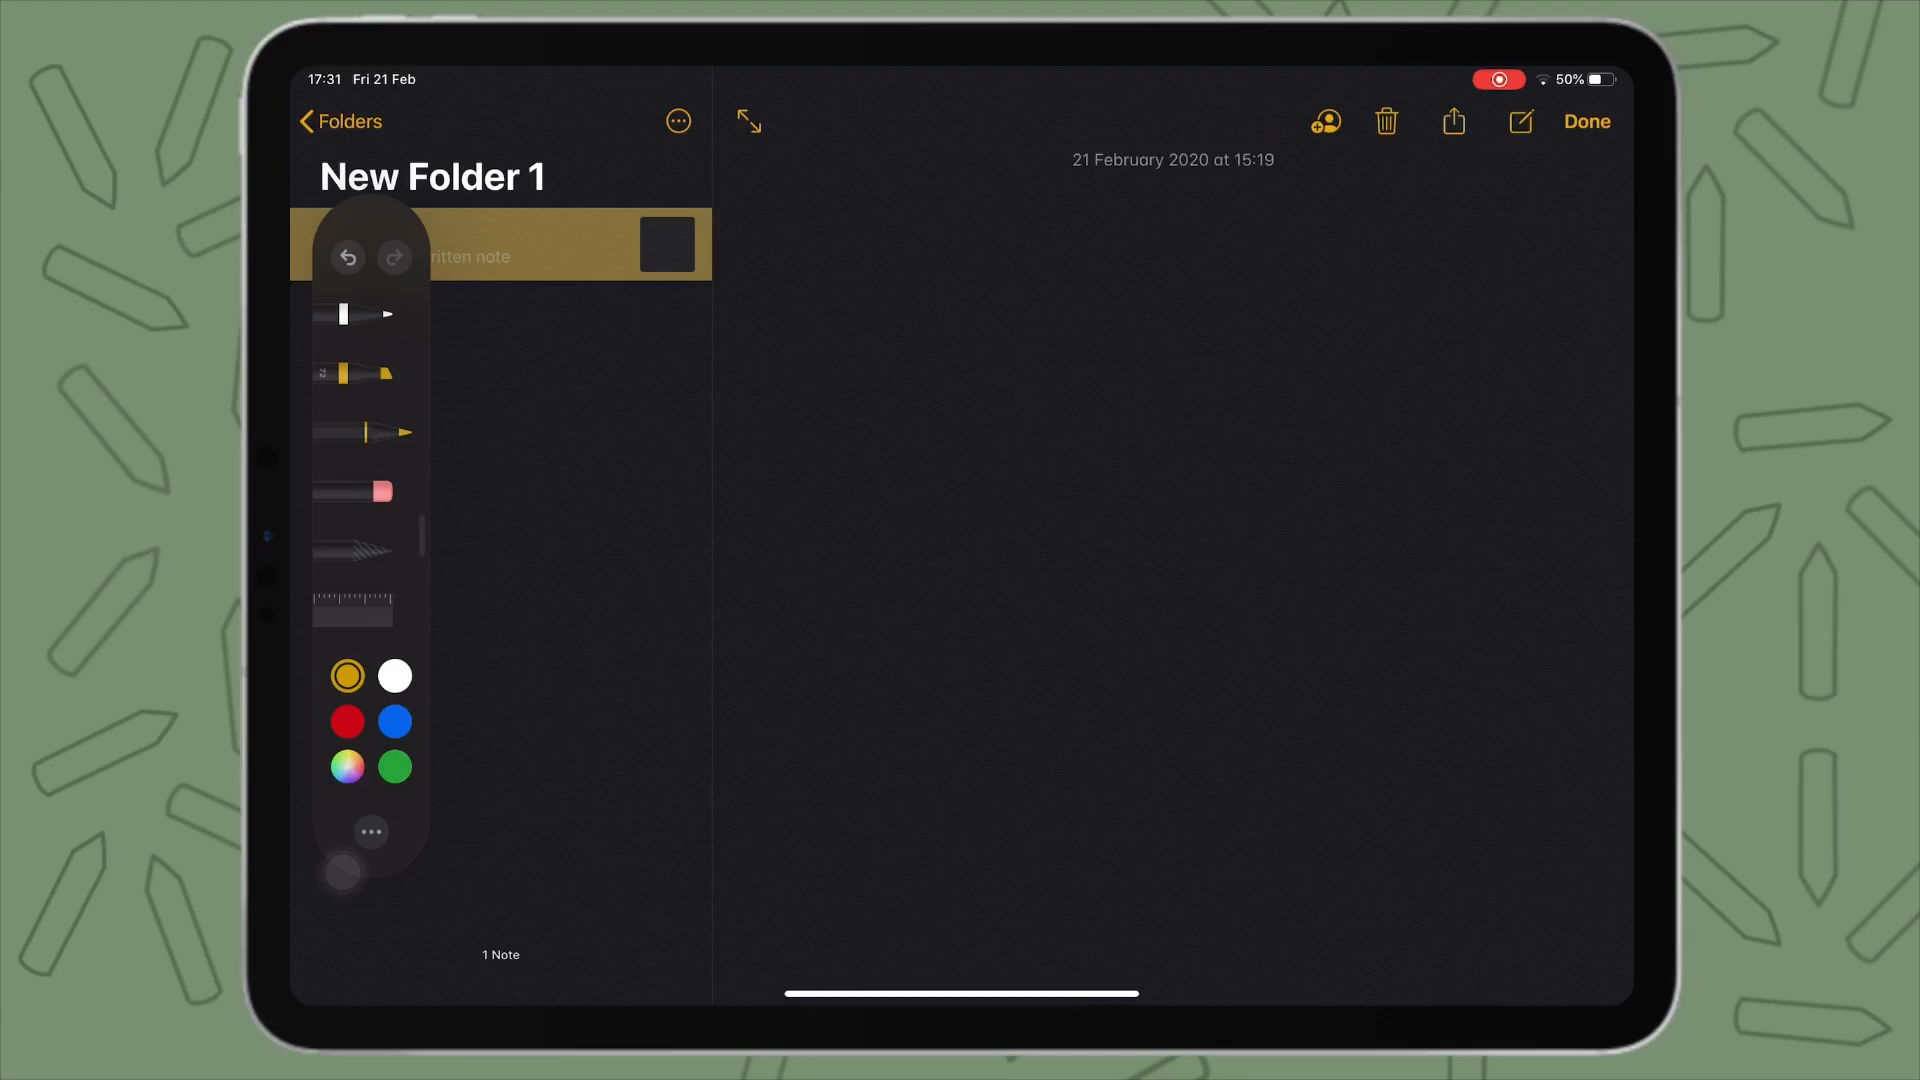 17:31 Fri 21 Feb
50%
Folders
Done
21 February 2020 at 15:19
New Folder 1
ritten note
72
1 Note